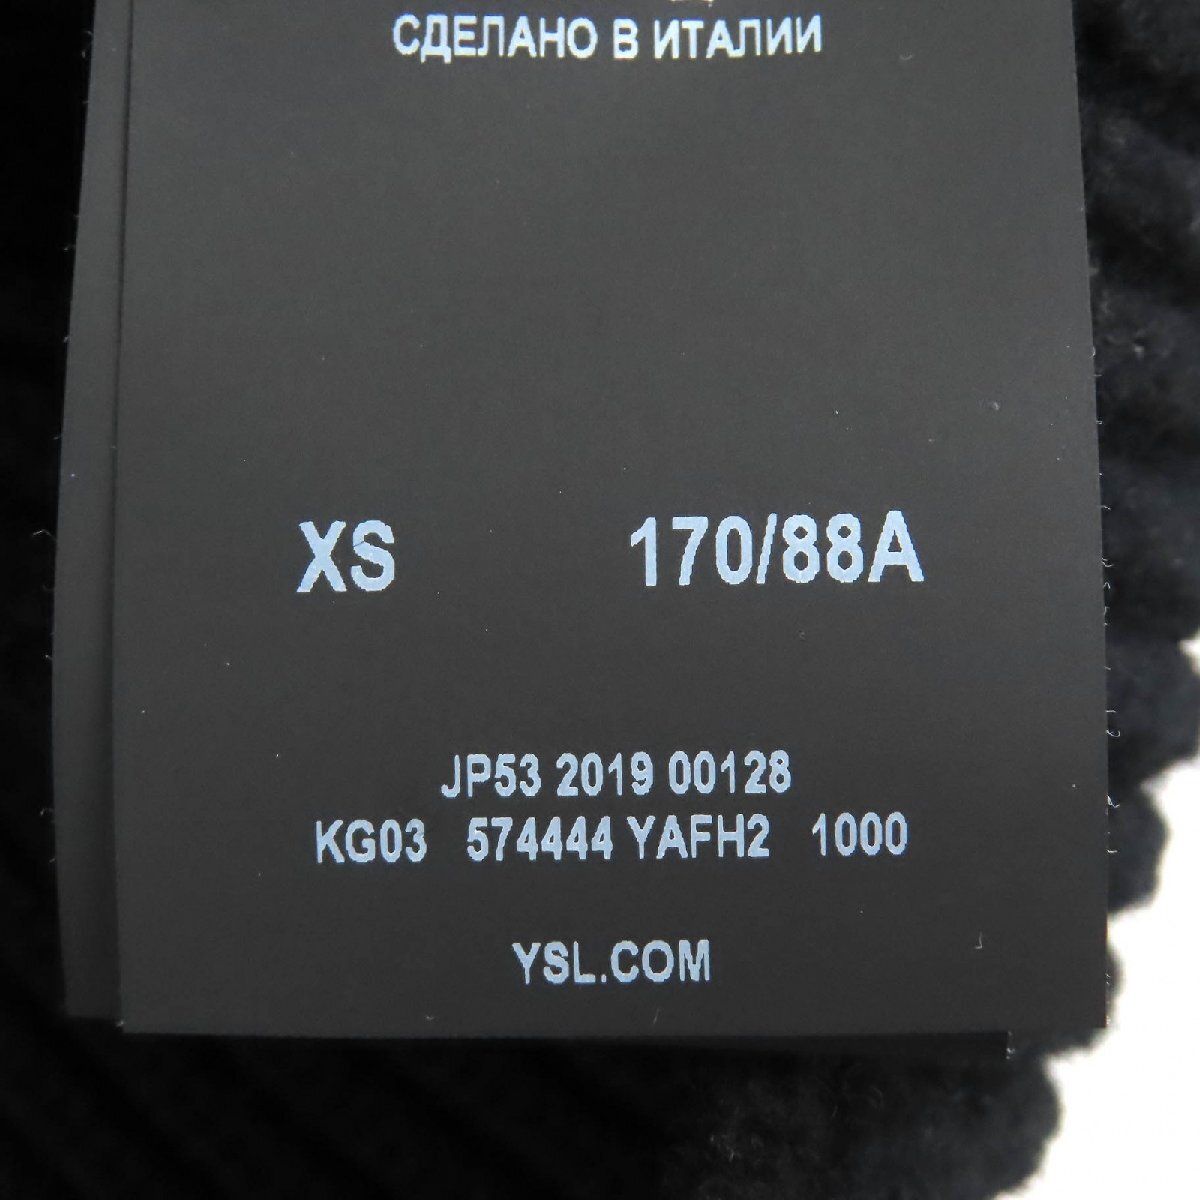 СДЕЛАНО В ИТАЛИИ
XS 170/88A
JP53 2019 00128
KG03 574444 YAFH2 1000
YSL.COM